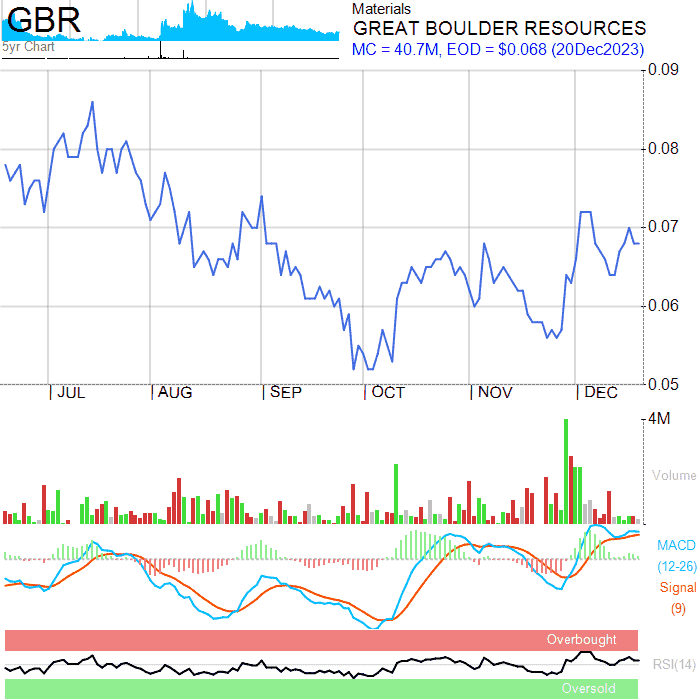 GBR
5yr Chart
Materials
GREAT BOULDER RESOURCES
MC = 40.7M, EOD = $0.068 (20Dec2023)
0.09
0.08
0.07
0.06
0.05
JUL AUG SEP OCT NOV DEC
4M
Volume
MACD
(12-26)
Signal
(9)
Overbought
RSI(14)
Oversold